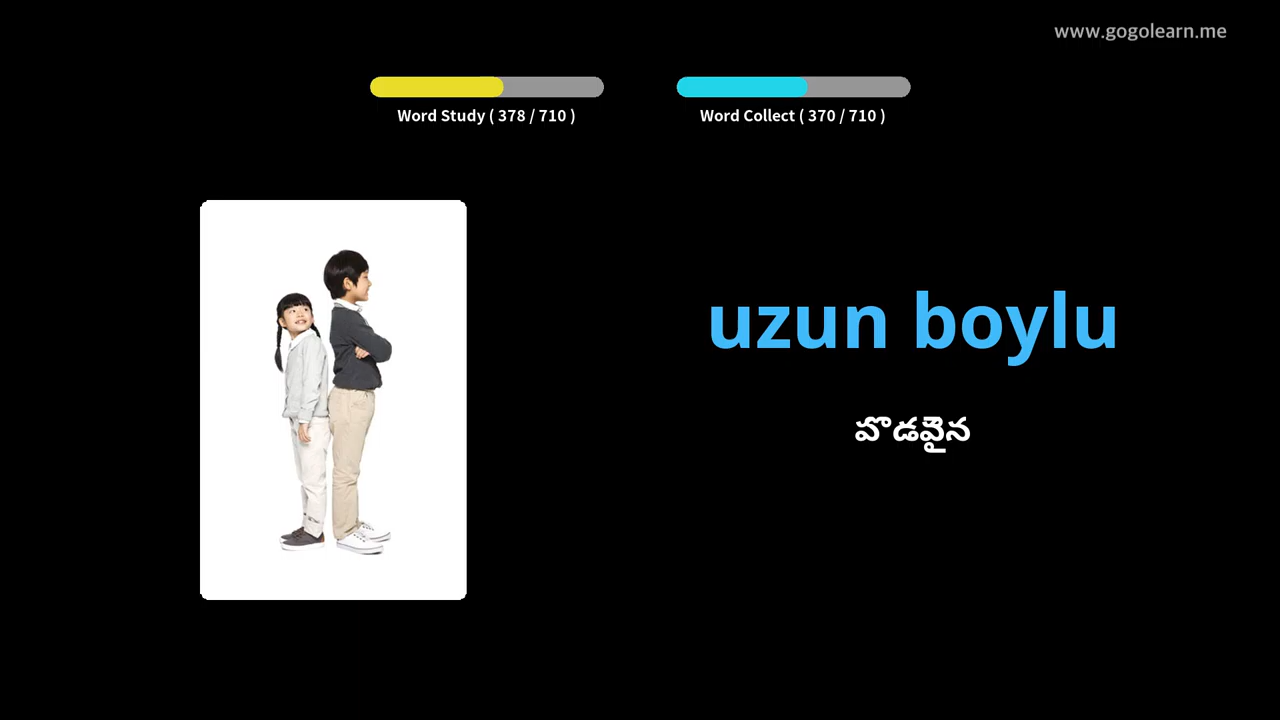 www.gogolearn.me
Word Study ( 378 / 710 )
Word Collect ( 370 / 710 )
uzun boylu
పొడవైన